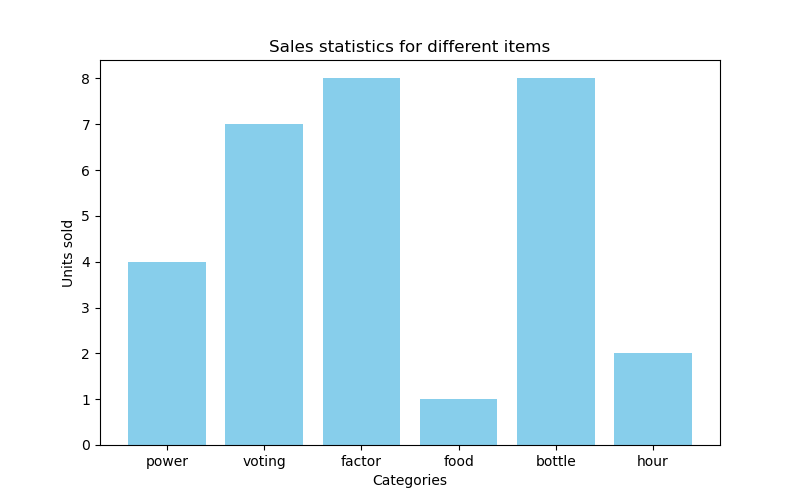 Sales statistics for different items
Units sold
8
7
6
5
4
3
2
1
0
power voting factor food bottle hour
Categories